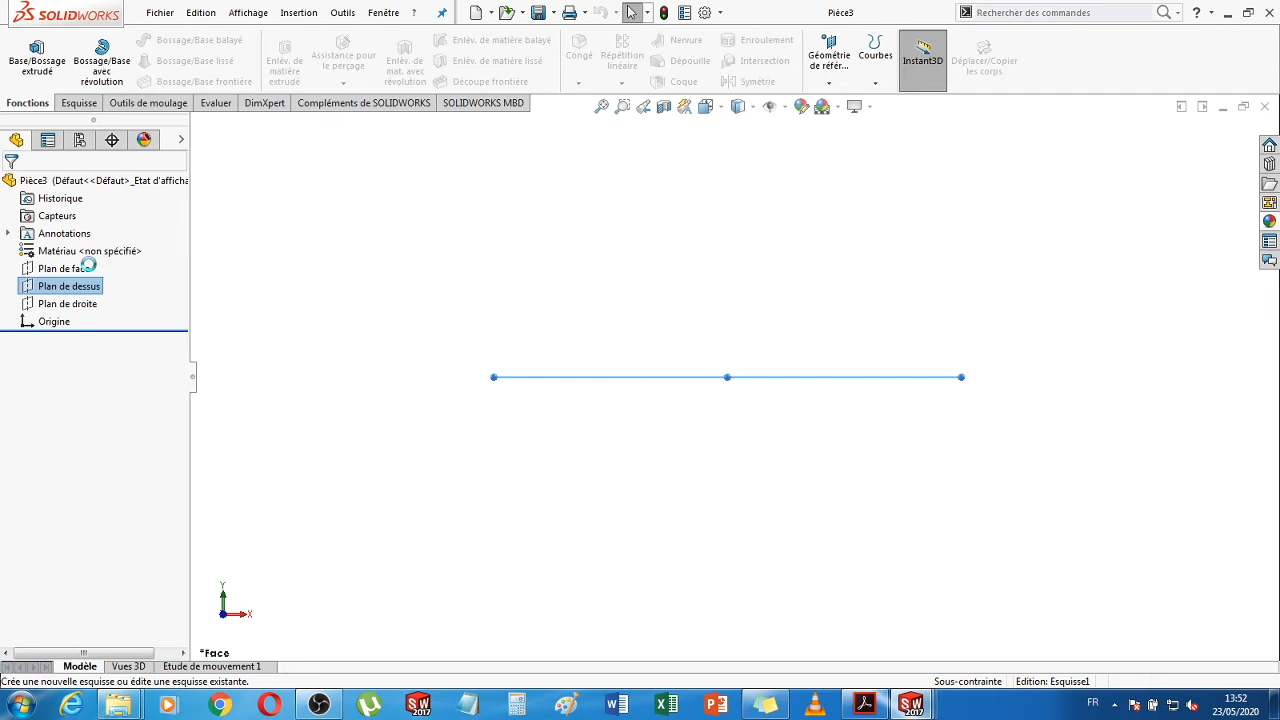 SOLIDWORKS
Fichier Edition Affichage Insertion Outils Fenêtre
Pièce3
Rechercher des commandes
Base/Bossage extrudé
Bossage/Base avec révolution
Bossage/Base balayé
Bossage/Base lissé
Bossage/Base frontière
Enlèv. de matière extrudé
Assistance pour le perçage
Enlèv. de mat. avec révolution
Enlèv. de matière balayé
Enlèv. de matière lissé
Découpe frontière
Congé
Répétition linéaire
Nervure
Dépouille
Coque
Enroulement
Intersection
Symétrie
Géométrie de référ...
Courbes
Instant3D
Déplacer/Copier les corps...
Fonctions Esquisse Outils de moulage Evaluer DimXpert Compléments de SOLIDWORKS SOLIDWORKS MBD
Pièce3 (Défaut<<Défaut>_Etat d'afficha
Historique
Capteurs
Annotations
Matériau <non spécifié>
Plan de
Plan de dessus
Plan de droite
Origine
Y
X
*Face
Modèle Vues 3D Etude de mouvement 1
Crée une nouvelle esquisse ou édite une esquisse existante.
Sous-contrainte Edition: Esquisse1
SW 2017
SW 2017
FR
13:52
23/05/2020